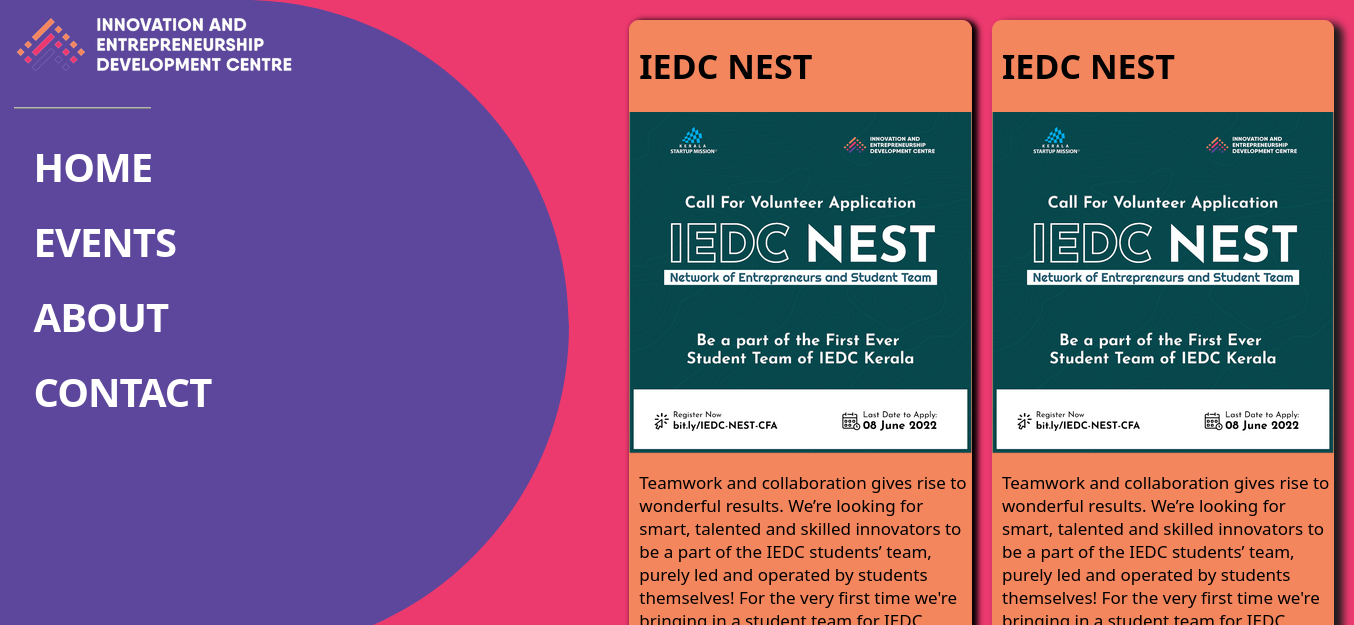 INNOVATION AND
ENTREPRENEURSHIP
DEVELOPMENT CENTRE
HOME
EVENTS
ABOUT
CONTACT
IEDC NEST
KERALA
STARTUP MISSION
INNOVATION AND
ENTREPRENEURSHIP
DEVELOPMENT CENTRE
Call For Volunteer Application
IEDC NEST
Network of Entrepreneurs and Student Team
Be a part of the First Ever
Student Team of IEDC Kerala
Register Now
bit.ly/IEDC-NEST-CFA
Last Date to Apply:
08 June 2022
Teamwork and collaboration gives rise to
wonderful results. We’re looking for
smart, talented and skilled innovators to
be a part of the IEDC students’ team,
purely led and operated by students
themselves! For the very first time we're
bringing in a student team for IEDC
IEDC NEST
KERALA
STARTUP MISSION
INNOVATION AND
ENTREPRENEURSHIP
DEVELOPMENT CENTRE
Call For Volunteer Application
IEDC NEST
Network of Entrepreneurs and Student Team
Be a part of the First Ever
Student Team of IEDC Kerala
Register Now
bit.ly/IEDC-NEST-CFA
Last Date to Apply:
08 June 2022
Teamwork and collaboration gives rise to
wonderful results. We’re looking for
smart, talented and skilled innovators to
be a part of the IEDC students’ team,
purely led and operated by students
themselves! For the very first time we're
bringing in a student team for IEDC